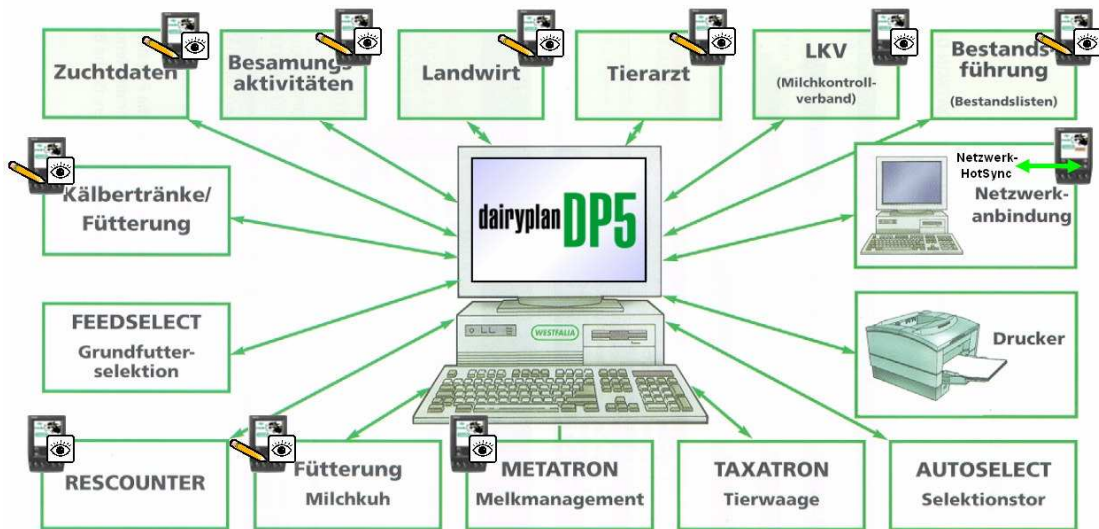 Zuchtdaten
Besamungs-
aktivitäten
Landwirt
Tierarzt
LKV
(Milchkontroll-
verband)
Bestands-
führung
(Bestandslisten)
Kälbertränke/
Fütterung
dairyplan DP5
Netzwerk-
HotSync
Netzwerk-
anbindung
FEEDSELECT
Grundfutter-
selektion
WESTFALIA
Drucker
RESCOUNTER
Fütterung
Milchkuh
METATRON
Melkmanagement
TAXATRON
Tierwaage
AUTOSELECT
Selektionstor